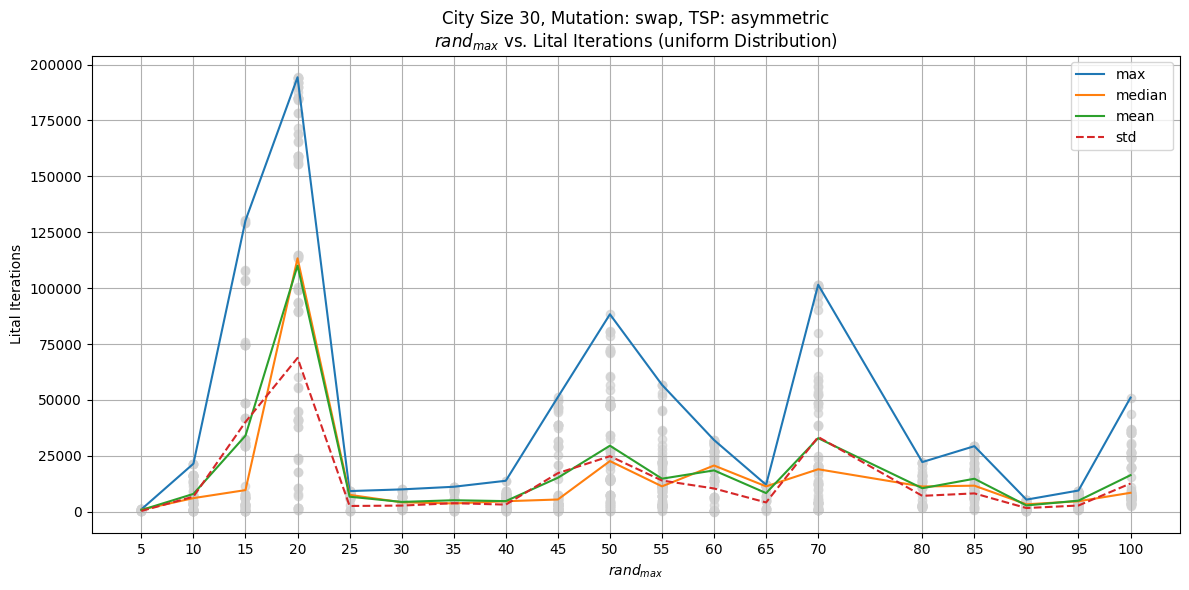 City Size 30, Mutation: swap, TSP: asymmetric
rand_max vs. Lital Iterations (uniform Distribution)
max
median
mean
std
Lital Iterations
200000
175000
150000
125000
100000
75000
50000
25000
0
5 10 15 20 25 30 35 40 45 50 55 60 65 70 80 85 90 95 100
rand_max